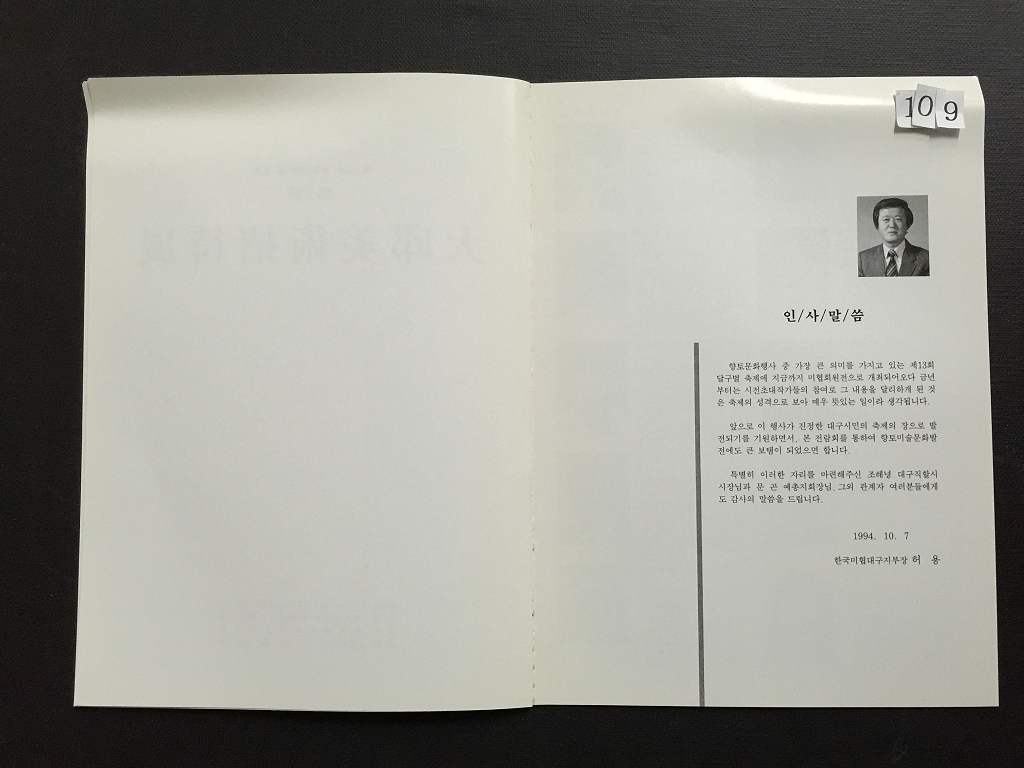 109
인/사/말/씀
향토문화행사 중 가장 큰 의미를 가지고 있는 제13회
달구벌 축제에 지금까지 미협회원전으로 개최되어오다 금년
부터는 시전초대작가들의 참여로 그 내용을 달리하게 된 것
은 축제의 성격으로 보아 매우 뜻있는 일이라 생각됩니다.
앞으로 이 행사가 진정한 대구시민의 축제의 장으로 발
전되기를 기원하면서, 본 전람회를 통하여 향토미술문화발
전에도 큰 보탬이 되었으면 합니다.
특별히 이러한 자리를 마련해주신 조해녕 대구직할시
시장님과 문 곤 예총지회장님, 그외 관계자 여러분들에게
도 감사의 말씀을 드립니다.
1994. 10. 7
한국미협대구지부장 허 용